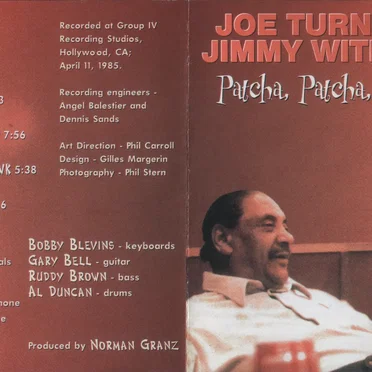 Recorded at Group IV
Recording Studios,
Hollywood, CA;
April 11, 1985.
3
Recording engineers -
Angel Balestier and
Dennis Sands
7:56
Art Direction - Phil Carroll
Design - Gilles Margerin
Photography - Phil Stern
5:38
6
BOBBY BLEVINS - keyboards
GARY BELL - guitar
RUDDY BROWN - bass
AL DUNCAN - drums
Produced by NORMAN GRANZ
JOE TURN
JIMMY WIT
Patcha, Patcha,